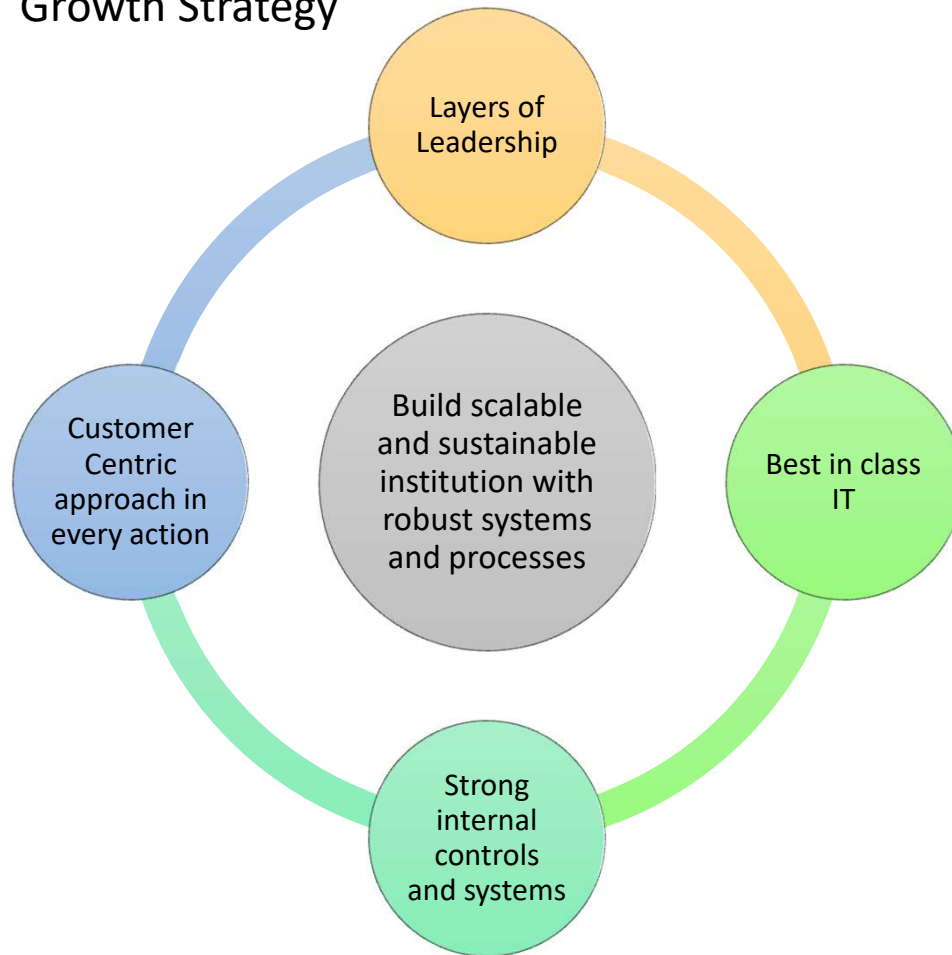 Growth Strategy
Layers of
Leadership
Customer
Centric
approach in
every action
Build scalable
and sustainable
institution with
robust systems
and processes
Best in class
IT
Strong
internal
controls
and systems